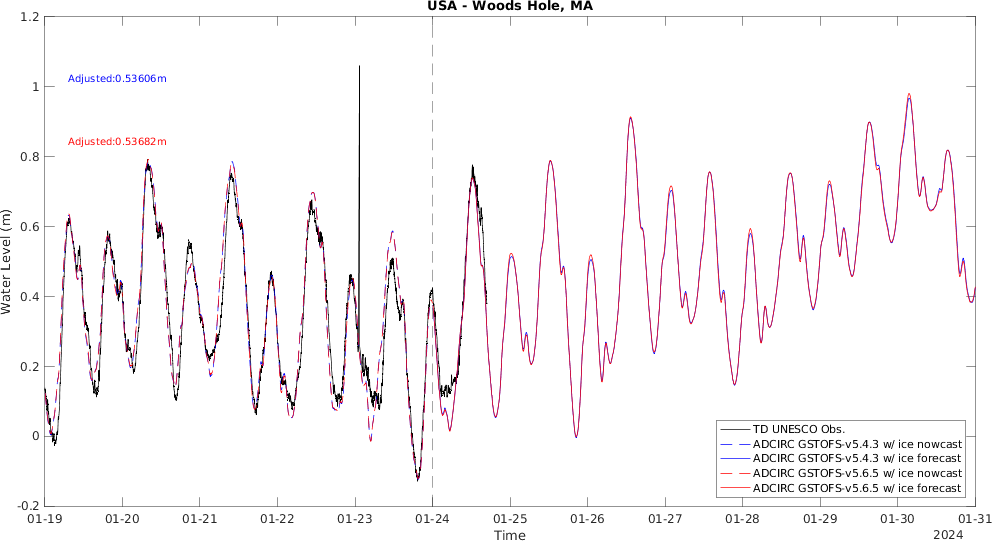 USA - Woods Hole, MA
1.2
1
0.8
0.6
0.4
0.2
0
-0.2
Water Level (m)
Adjusted:0.53606m
Adjusted:0.53682m
TD UNESCO Obs.
ADCIRC GSTOFS-v5.4.3 w/ ice nowcast
ADCIRC GSTOFS-v5.4.3 w/ ice forecast
ADCIRC GSTOFS-v5.6.5 w/ ice nowcast
ADCIRC GSTOFS-v5.6.5 w/ ice forecast
01-19 01-20 01-21 01-22 01-23 01-24 01-25 01-26 01-27 01-28 01-29 01-30 01-31
Time
2024